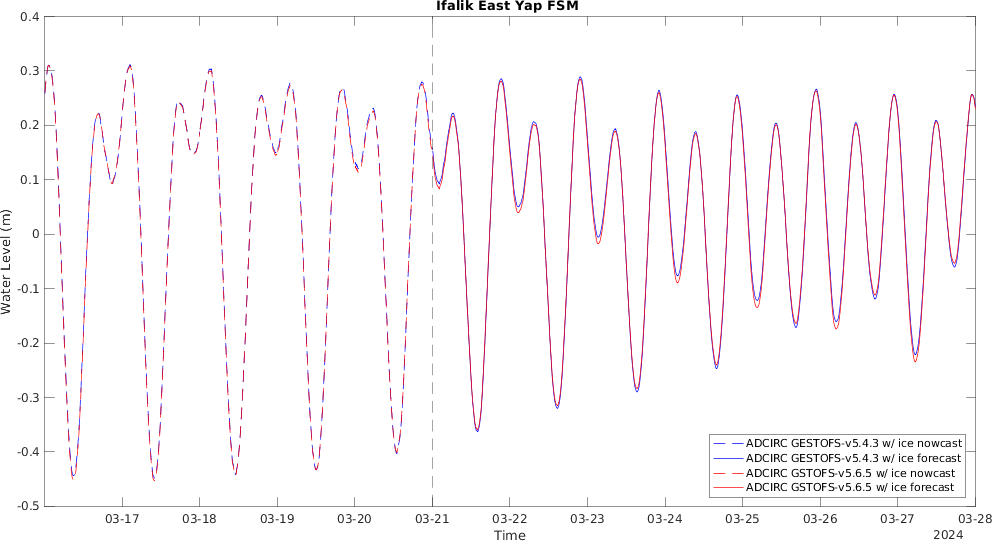 Ifalik East Yap FSM
Water Level (m)
0.4
0.3
0.2
0.1
0
-0.1
-0.2
-0.3
-0.4
-0.5
ADCIRC GESTOFS-v5.4.3 w/ ice nowcast
ADCIRC GESTOFS-v5.4.3 w/ ice forecast
ADCIRC GSTOFS-v5.6.5 w/ ice nowcast
ADCIRC GSTOFS-v5.6.5 w/ ice forecast
03-17 03-18 03-19 03-20 03-21 03-22 03-23 03-24 03-25 03-26 03-27 03-28
Time
2024